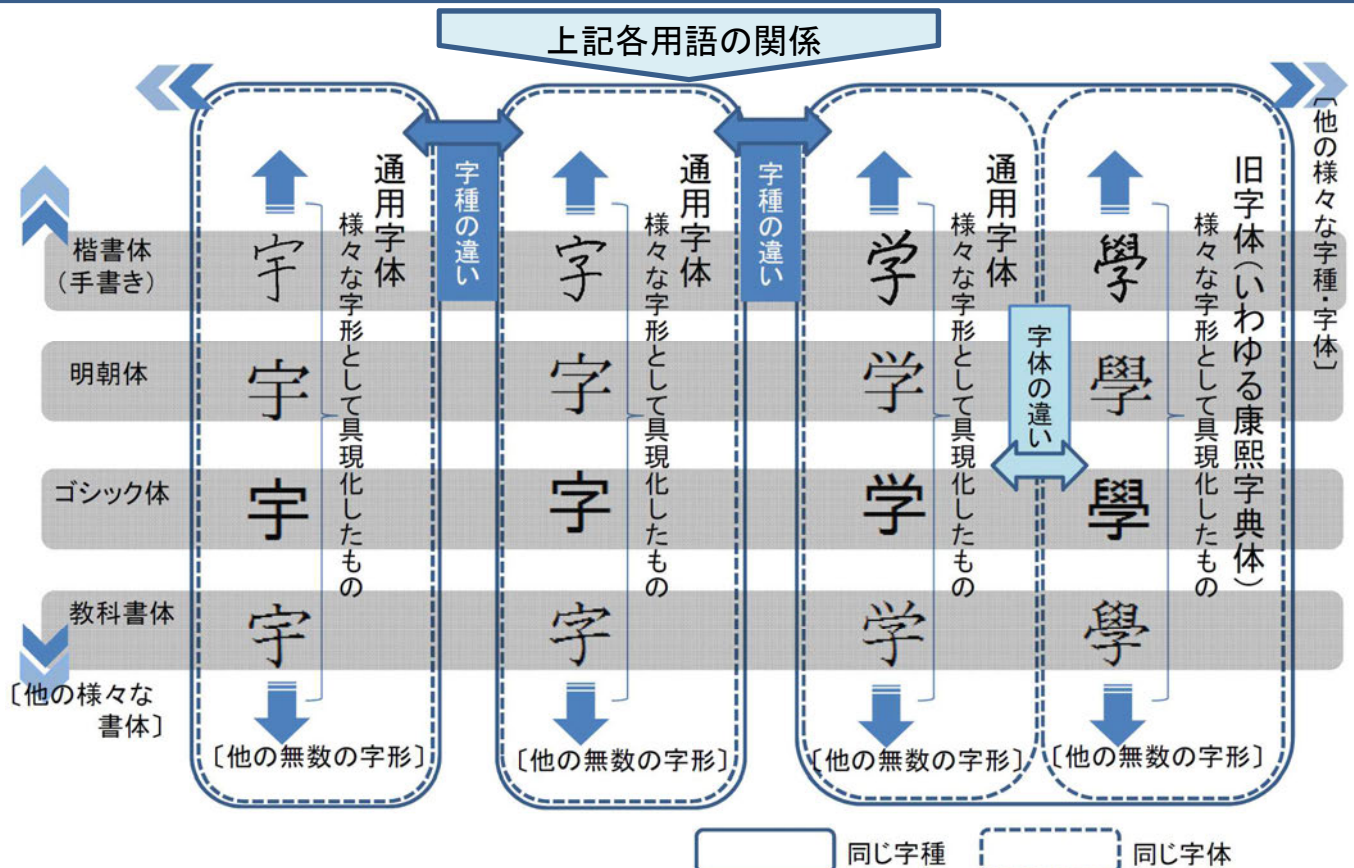 上記各用語の関係
〔他の様々な字種・字体〕
通用字体
様々な字形として具現化したもの
字種の違い
通用字体
様々な字形として具現化したもの
字種の違い
通用字体
様々な字形として具現化したもの
字体の違い
旧字体(いわゆる康熙字典体)
様々な字形として具現化したもの
楷書体
(手書き)
宇 字 学 學
明朝体
宇 字 学 學
ゴシック体
宇 字 学 學
教科書体
宇 字 学 學
〔他の様々な
書体〕
〔他の無数の字形〕
〔他の無数の字形〕
〔他の無数の字形〕
〔他の無数の字形〕
同じ字種
同じ字体